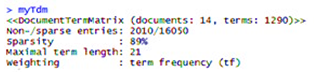 > myTdm
<<DocumentTermMatrix (documents: 14, terms: 1290)>>
Non-/sparse entries: 2010/16050
Sparsity           : 89%
Maximal term length: 21
Weighting          : term frequency (tf)